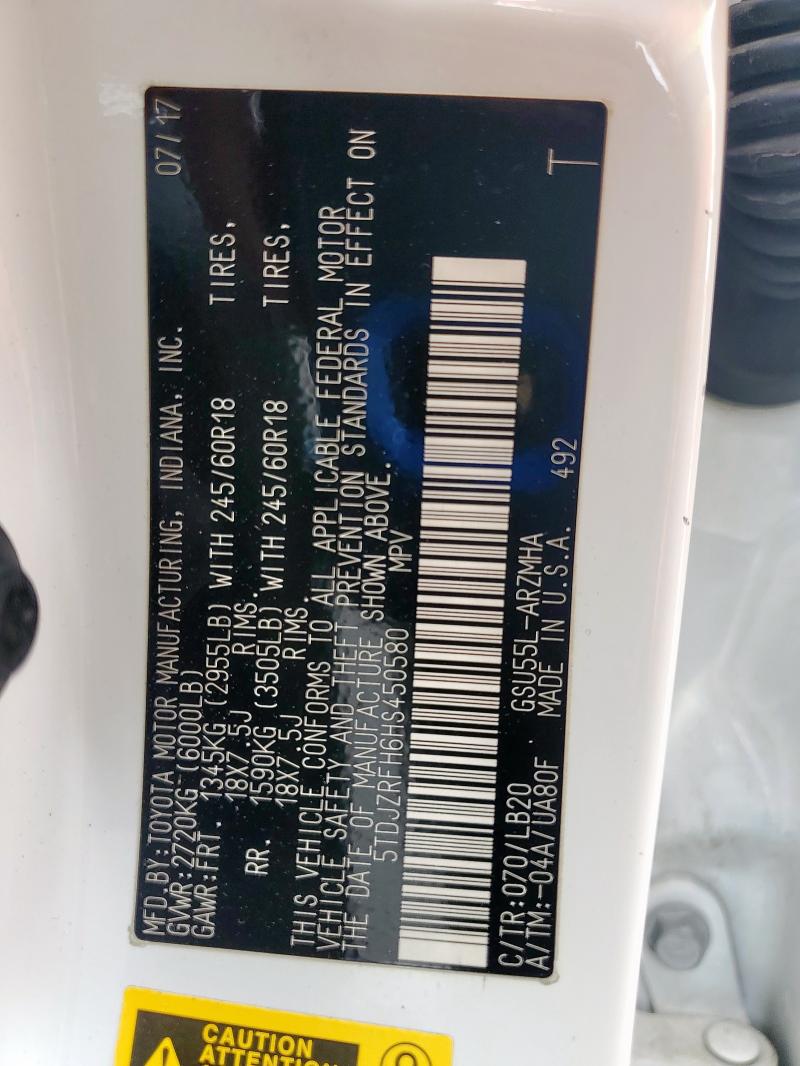 MFD.BY:TOYOTA MOTOR MANUFACTURING, INDIANA, INC. 07/17
GVWR:2720KG (6000LB)
GAWR:FRT. 1345KG (2955LB) WITH 245/60R18 TIRES,
18X7.5J RIMS.
RR. 1590KG (3505LB) WITH 245/60R18 TIRES,
18X7.5J RIMS.
THIS VEHICLE CONFORMS TO ALL APPLICABLE FEDERAL MOTOR
VEHICLE SAFETY AND THEFT PREVENTION STANDARDS IN EFFECT ON
THE DATE OF MANUFACTURE SHOWN ABOVE.
5TDJZRFH6HS450580 MPV
C/TR:070/LB20 GSU55L-ARZMHA
A/TM:-04A/UA80F MADE IN U.S.A. 492 T
CAUTION
ATTENTION